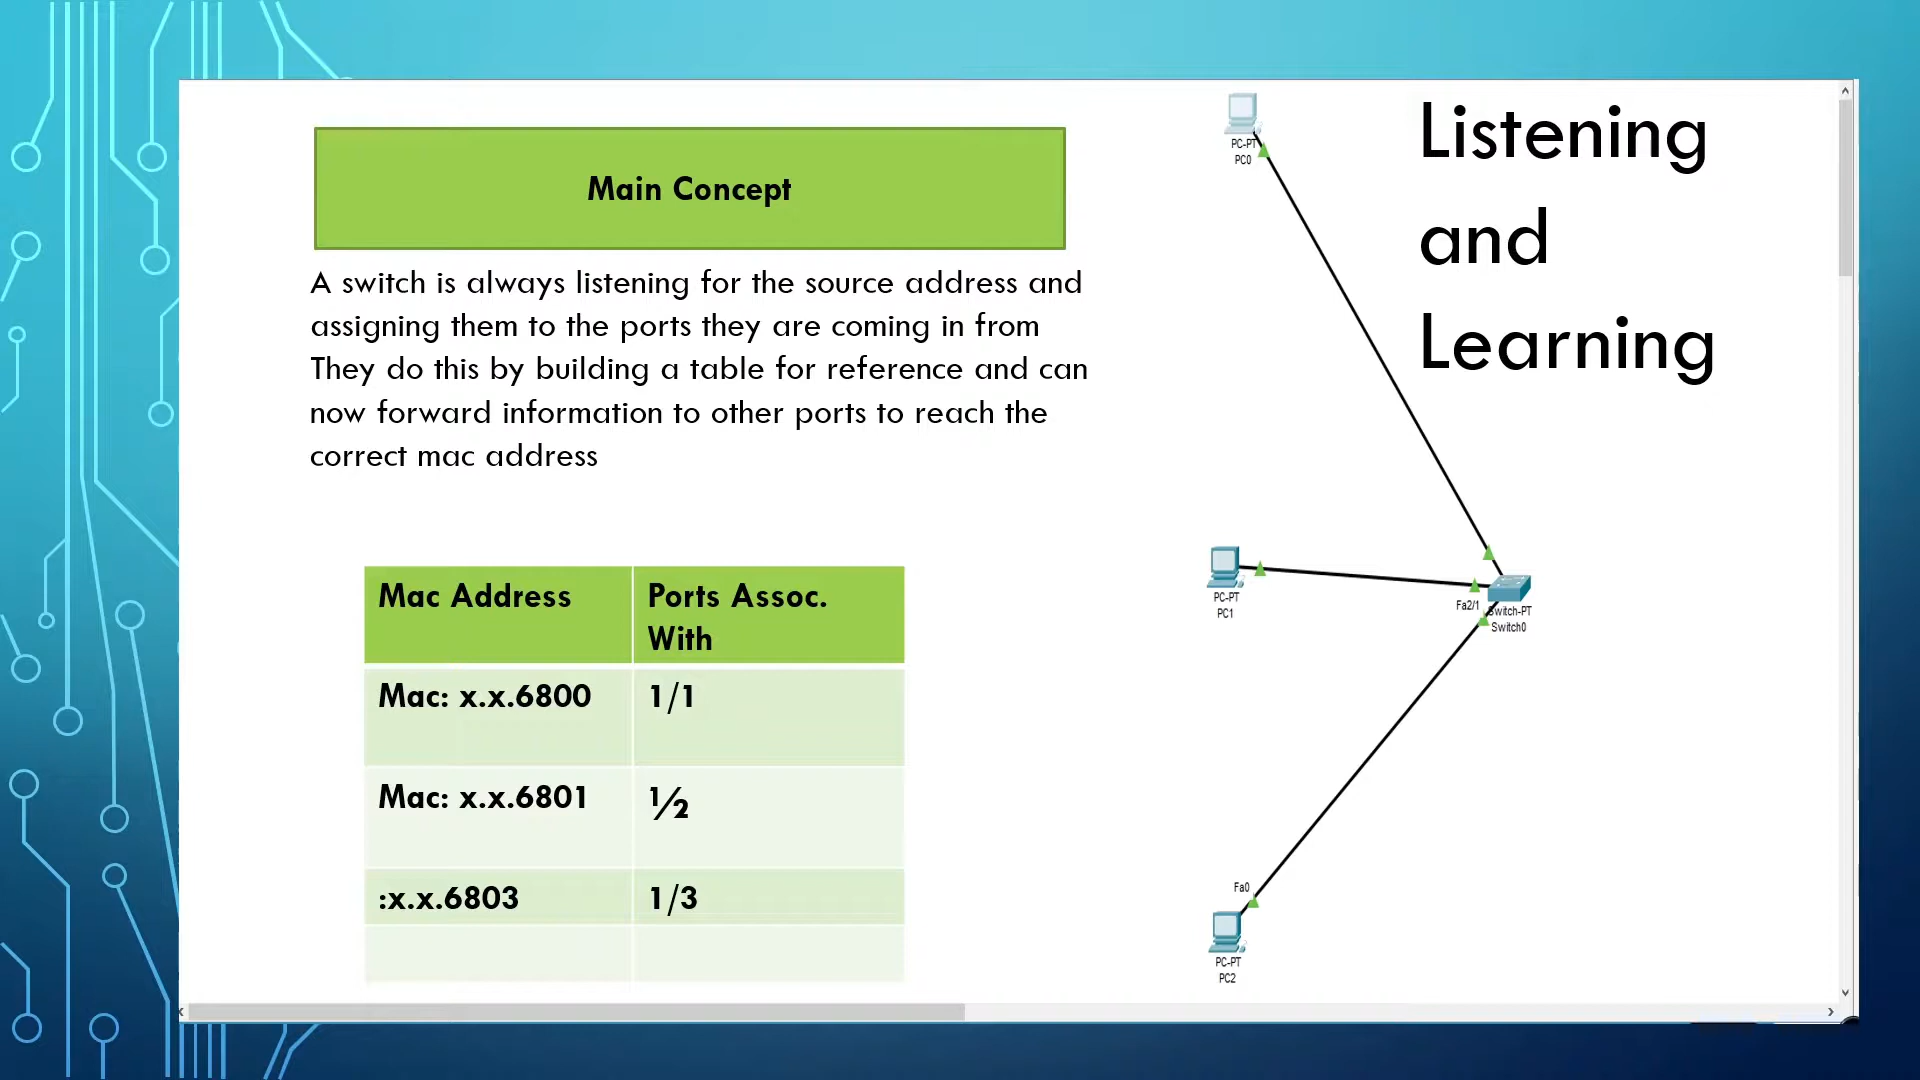 Listening
and
Learning
Main Concept
A switch is always listening for the source address and
assigning them to the ports they are coming in from
They do this by building a table for reference and can
now forward information to other ports to reach the
correct mac address
Mac Address
Ports Assoc.
With
Mac: x.x.6800
1/1
Mac: x.x.6801
½
:x.x.6803
1/3
PC-PT
PC0
PC-PT
PC1
Fa2/1
Switch-PT
Switch0
Fa0
PC-PT
PC2